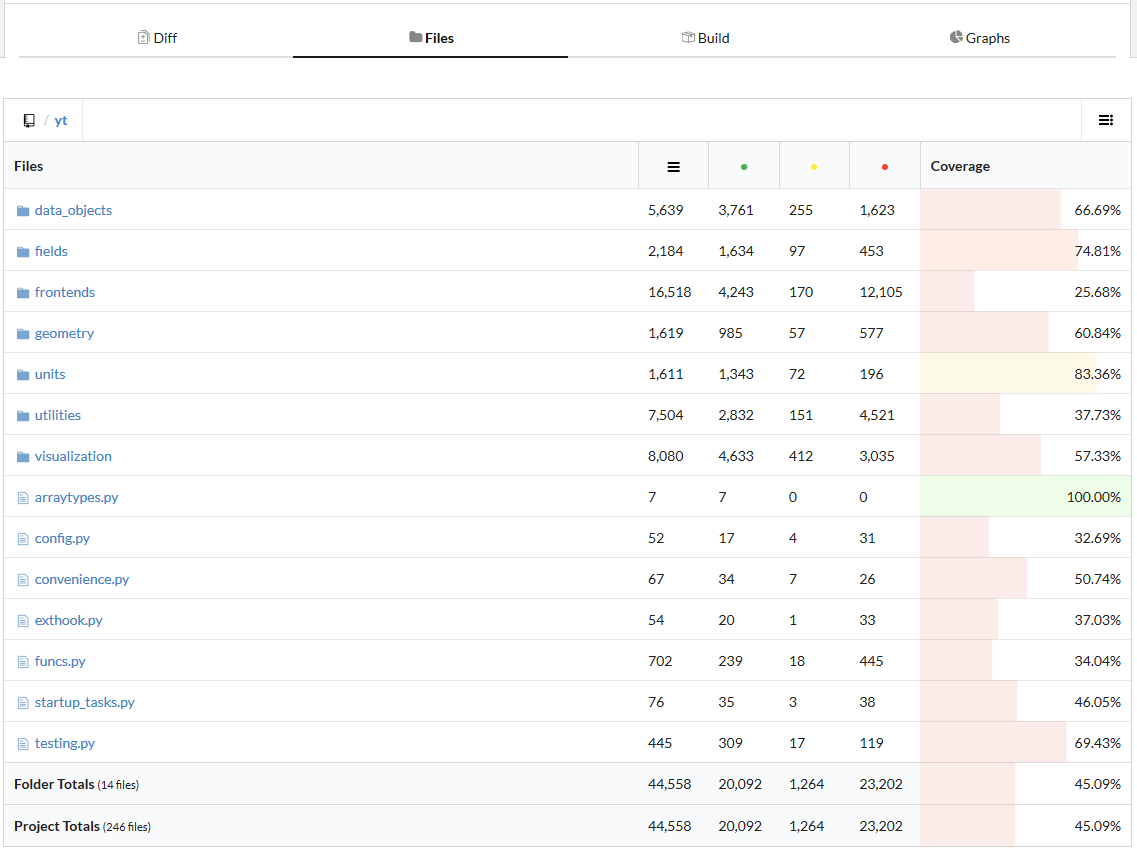 Diff Files Build Graphs
/ yt
Files Coverage
data_objects 5,639 3,761 255 1,623 66.69%
fields 2,184 1,634 97 453 74.81%
frontends 16,518 4,243 170 12,105 25.68%
geometry 1,619 985 57 577 60.84%
units 1,611 1,343 72 196 83.36%
utilities 7,504 2,832 151 4,521 37.73%
visualization 8,080 4,633 412 3,035 57.33%
arraytypes.py 7 7 0 0 100.00%
config.py 52 17 4 31 32.69%
convenience.py 67 34 7 26 50.74%
exthook.py 54 20 1 33 37.03%
funcs.py 702 239 18 445 34.04%
startup_tasks.py 76 35 3 38 46.05%
testing.py 445 309 17 119 69.43%
Folder Totals (14 files) 44,558 20,092 1,264 23,202 45.09%
Project Totals (246 files) 44,558 20,092 1,264 23,202 45.09%